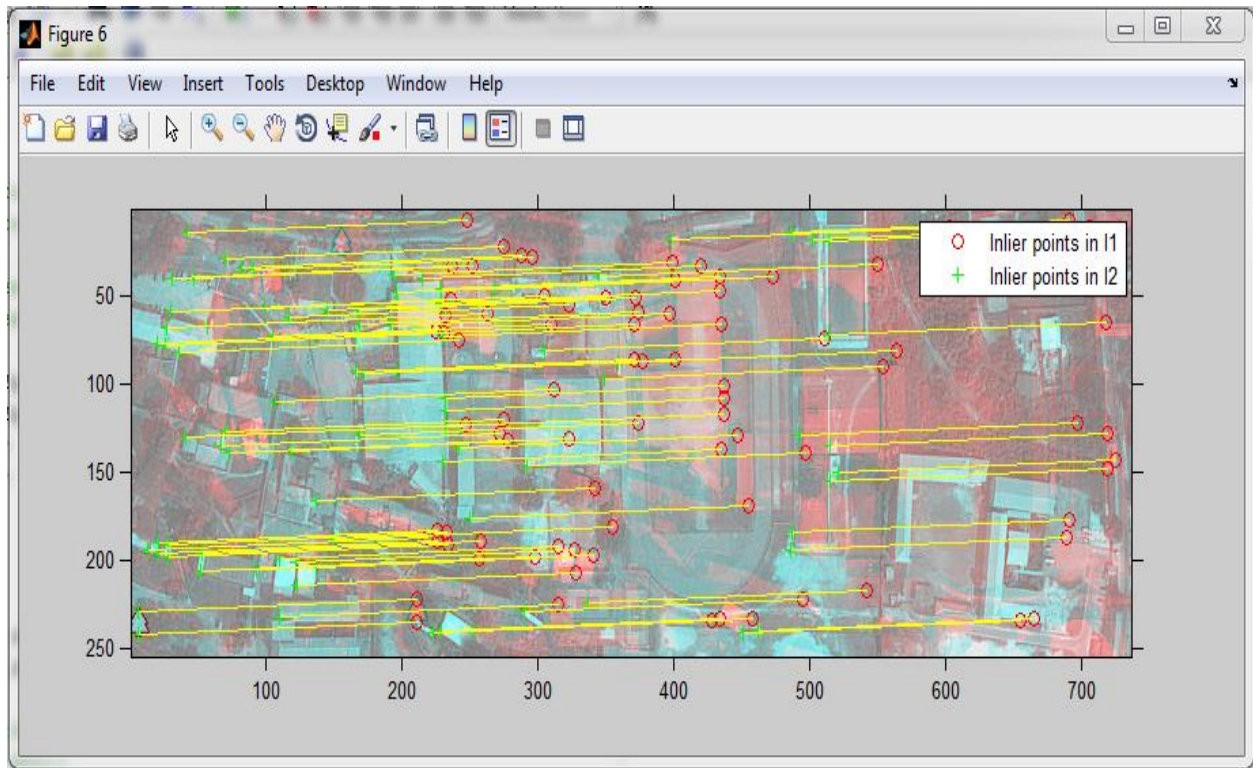 Figure 6
File Edit View Insert Tools Desktop Window Help
Inlier points in I1
Inlier points in I2
50
100
150
200
250
100 200 300 400 500 600 700